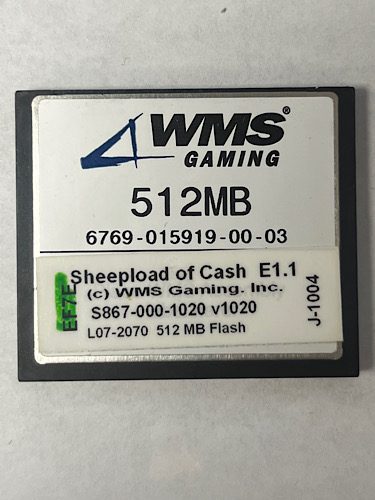 WMS®
GAMING
512MB
6769-015919-00-03
Sheepload of Cash E1.1
(c) WMS Gaming, Inc.
S867-000-1020 v1020
L07-2070 512 MB Flash
EF7E
J-1004